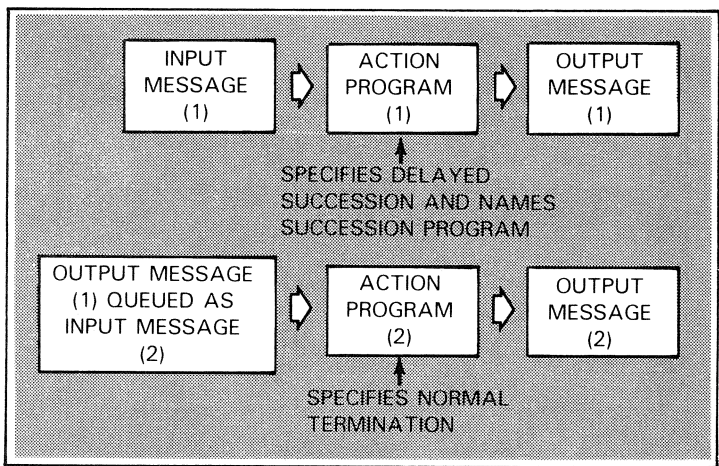 INPUT
MESSAGE
(1)
ACTION
PROGRAM
(1)
OUTPUT
MESSAGE
(1)
SPECIFIES DELAYED
SUCCESSION AND NAMES
SUCCESSION PROGRAM
OUTPUT MESSAGE
(1) QUEUED AS
INPUT MESSAGE
(2)
ACTION
PROGRAM
(2)
OUTPUT
MESSAGE
(2)
SPECIFIES NORMAL
TERMINATION